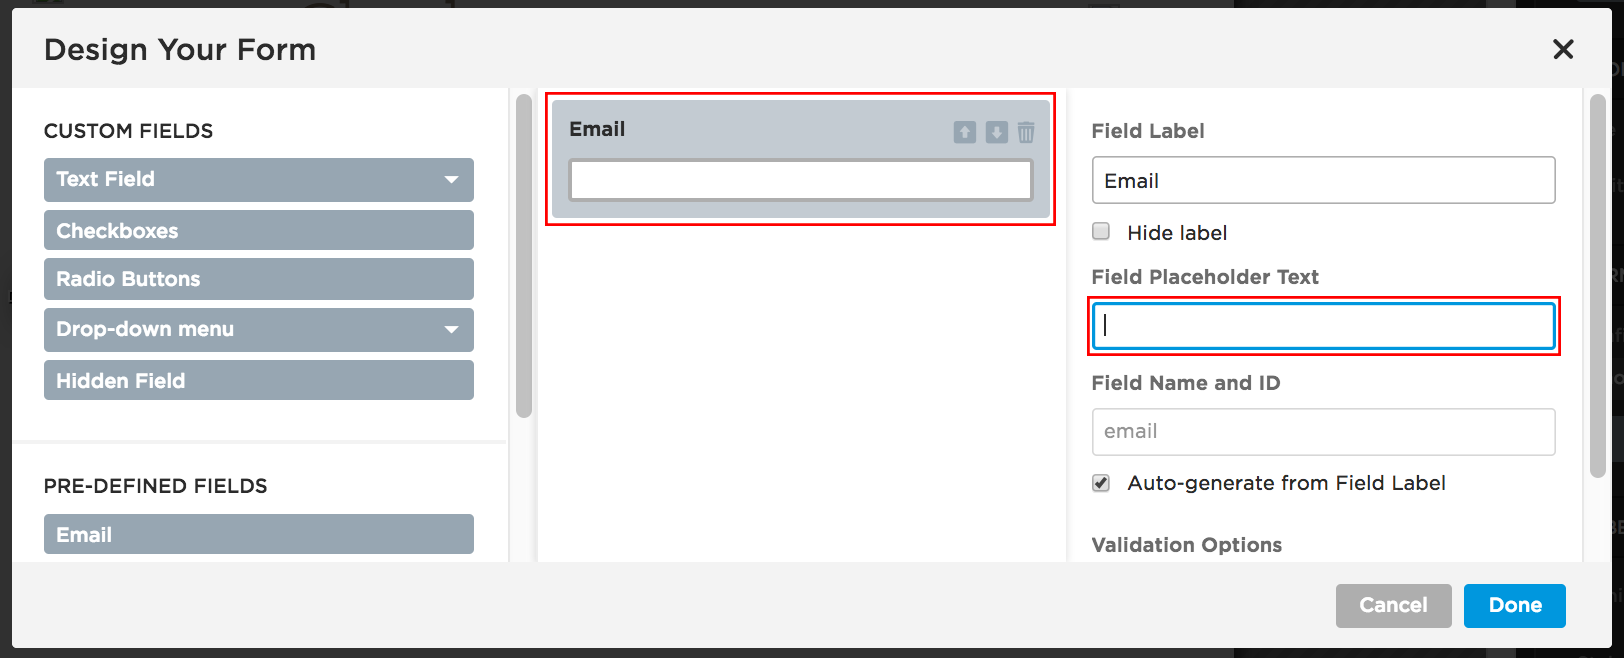 Design Your Form
CUSTOM FIELDS
Text Field
Checkboxes
Radio Buttons
Drop-down menu
Hidden Field
PRE-DEFINED FIELDS
Email
Email
Field Label
Email
Hide label
Field Placeholder Text
Field Name and ID
email
Auto-generate from Field Label
Validation Options
Cancel
Done